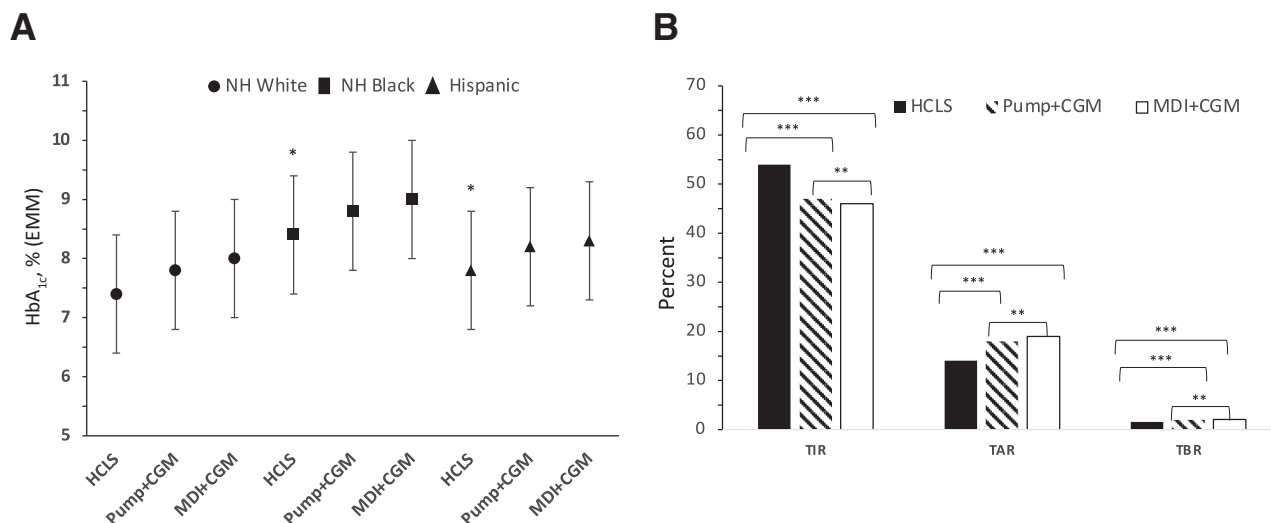 A
HbA1c, % (EMM)
11
10
9
8
7
6
5
NH White NH Black Hispanic
*
*
HCLS
Pump+CGM
MDI+CGM
HCLS
Pump+CGM
MDI+CGM
HCLS
Pump+CGM
MDI+CGM
B
Percent
70
60
50
40
30
20
10
0
HCLS Pump+CGM MDI+CGM
***
***
**
***
***
**
***
***
**
TIR TAR TBR